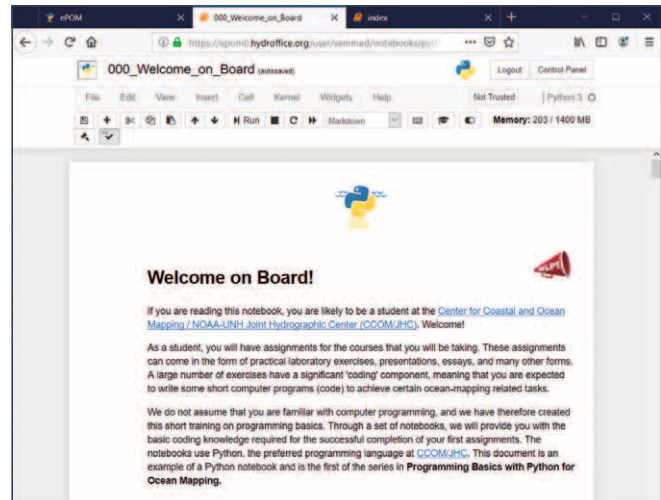 ePOM
000_Welcome_on_Board
index
https://epom0.hydroffice.org/user/semmed/notebooks/py
000_Welcome_on_Board (autosaved)
Logout Control Panel
File Edit View Insert Cell Kernel Widgets Help
Not Trusted Python 3
Run Markdown Memory: 203 / 1400 MB
Welcome on Board!
HELP!
If you are reading this notebook, you are likely to be a student at the Center for Coastal and Ocean
Mapping / NOAA-UNH Joint Hydrographic Center (CCOM/JHC). Welcome!
As a student, you will have assignments for the courses that you will be taking. These assignments
can come in the form of practical laboratory exercises, presentations, essays, and many other forms.
A large number of exercises have a significant 'coding' component, meaning that you are expected
to write some short computer programs (code) to achieve certain ocean-mapping related tasks.
We do not assume that you are familiar with computer programming, and we have therefore created
this short training on programming basics. Through a set of notebooks, we will provide you with the
basic coding knowledge required for the successful completion of your first assignments. The
notebooks use Python, the preferred programming language at CCOM/JHC. This document is an
example of a Python notebook and is the first of the series in Programming Basics with Python for
Ocean Mapping.